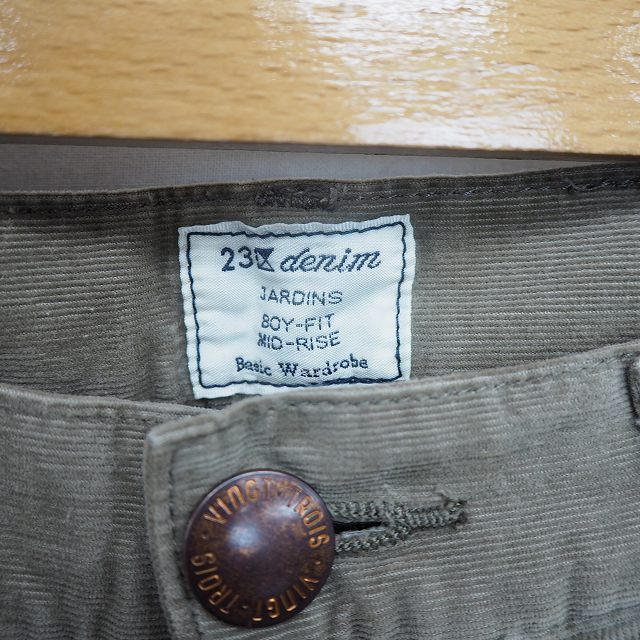 23区 denim
JARDINS
BOY-FIT
MID-RISE
Basic Wardrobe
VINGT-TROIS
VINGT-TROIS